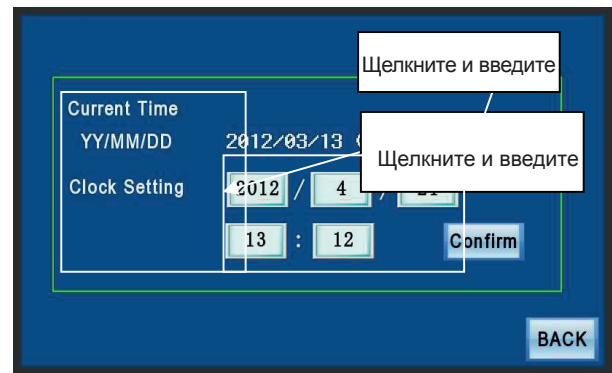 Щелкните и введите
Current Time
YY/MM/DD 2012/03/13
Щелкните и введите
Clock Setting 2012 / 4 /
13 : 12 Confirm
BACK